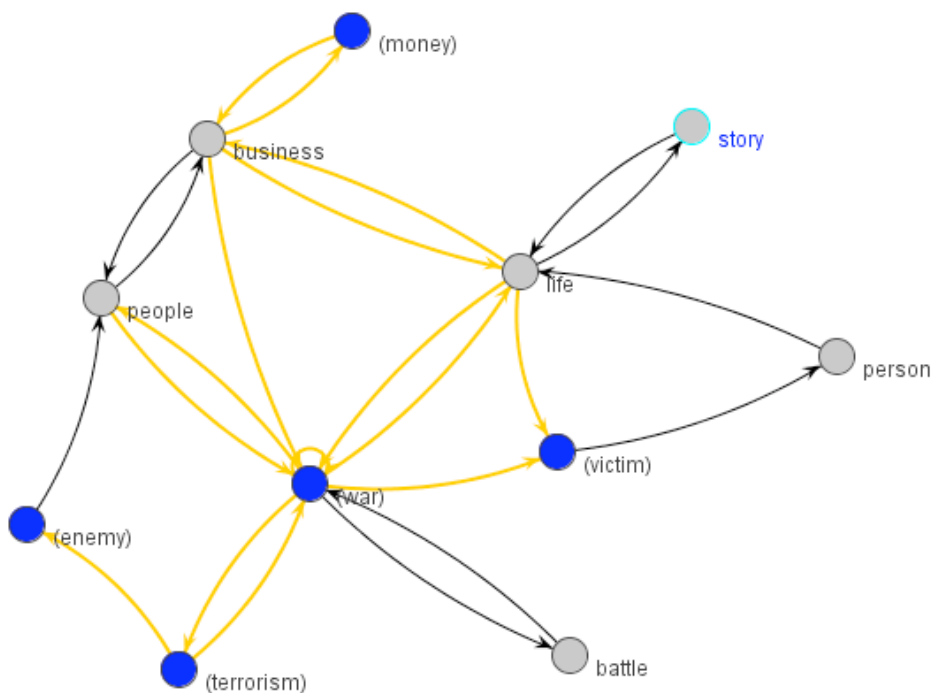 (money)
story
business
life
people
person
(victim)
(war)
(enemy)
battle
(terrorism)